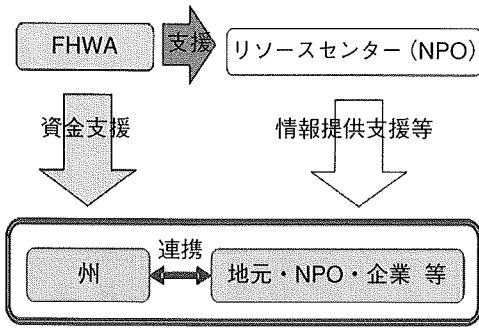 FHWA
支援
リソースセンター（NPO）
資金支援
情報提供支援等
州
連携
地元・NPO・企業 等